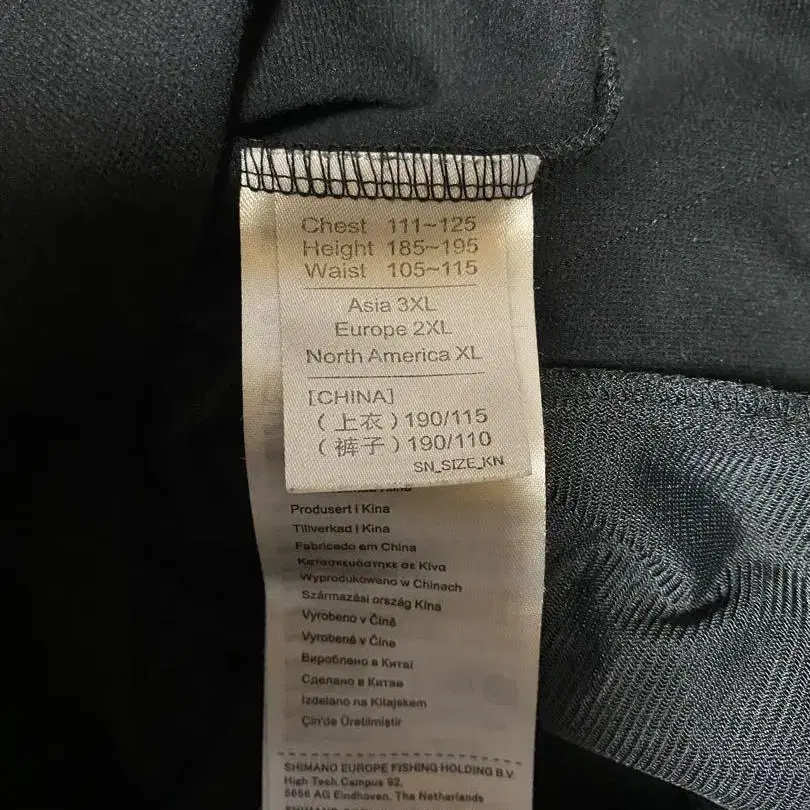 Chest 111~125
Height 185~195
Waist 105~115
Asia 3XL
Europe 2XL
North America XL
[CHINA]
(上衣)190/115
(裤子)190/110
SN_SIZE_KN
Produsert i Kina
Tillverkad i Kina
Fabricado em China
Κατασκευάστηκε σε Κίνα
Wyprodukowano w Chinach
Származási ország Kína
Vyrobeno v Číně
Vyrobené v Číne
Вироблено в Китаї
Сделано в Китае
Izdelano na Kitajskem
Çin'de Üretilmiştir
SHIMANO EUROPE FISHING HOLDING B.V.
High Tech Campus 92,
5656 AG Eindhoven, The Netherlands